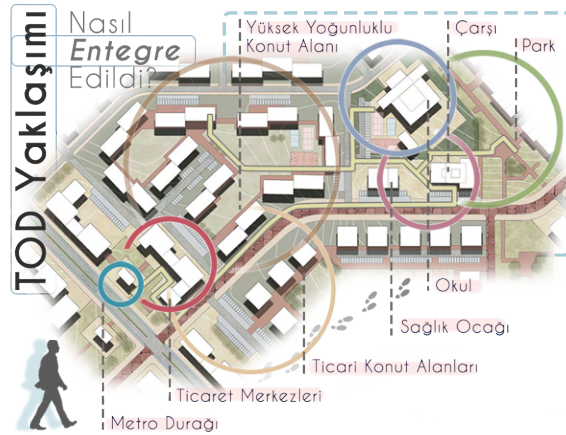 TOD Yaklaşımı
Nasıl
Entegre
Edildi?
Yüksek Yoğunluklu
Konut Alanı
Çarşı
Park
Okul
Sağlık Ocağı
Ticari Konut Alanları
Ticaret Merkezleri
Metro Durağı